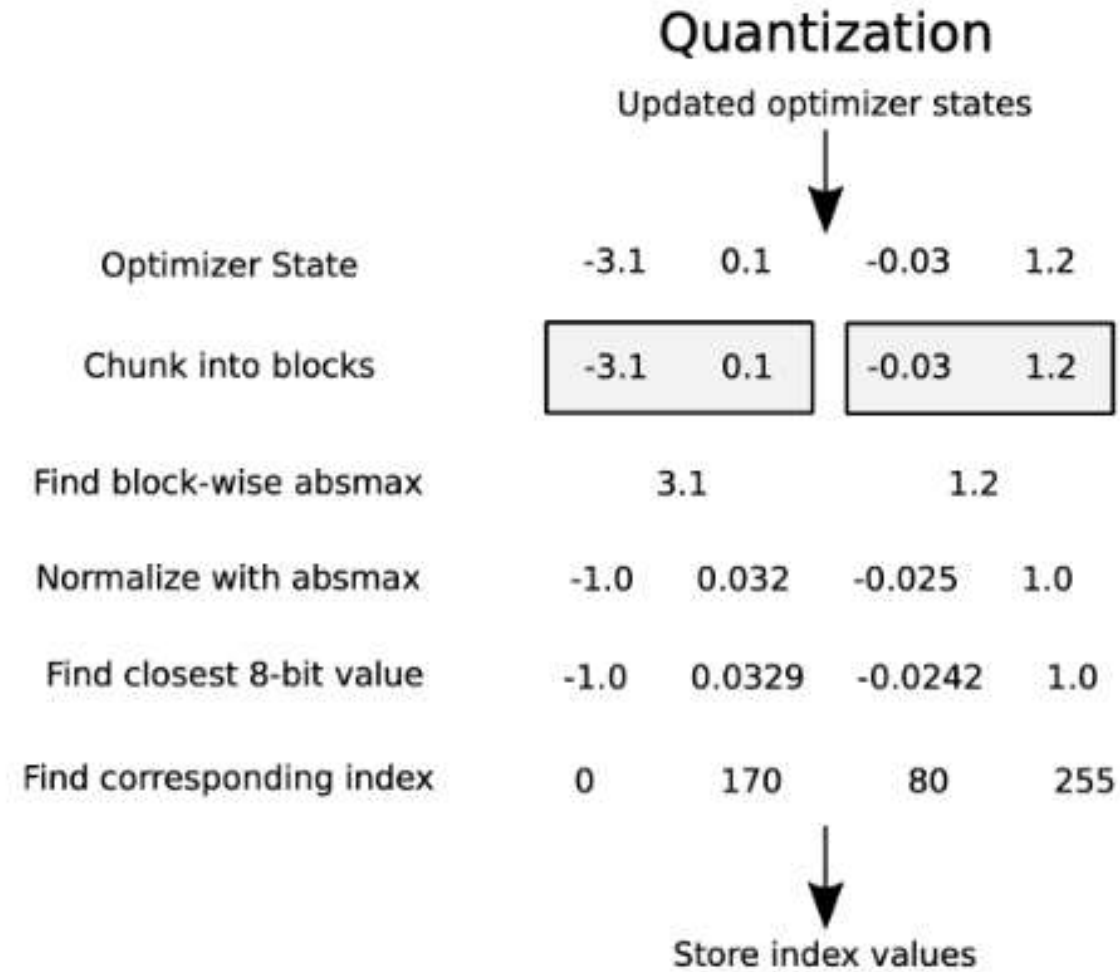 Quantization
Updated optimizer states
Optimizer State -3.1 0.1 -0.03 1.2
Chunk into blocks -3.1 0.1 -0.03 1.2
Find block-wise absmax 3.1 1.2
Normalize with absmax -1.0 0.032 -0.025 1.0
Find closest 8-bit value -1.0 0.0329 -0.0242 1.0
Find corresponding index 0 170 80 255
Store index values